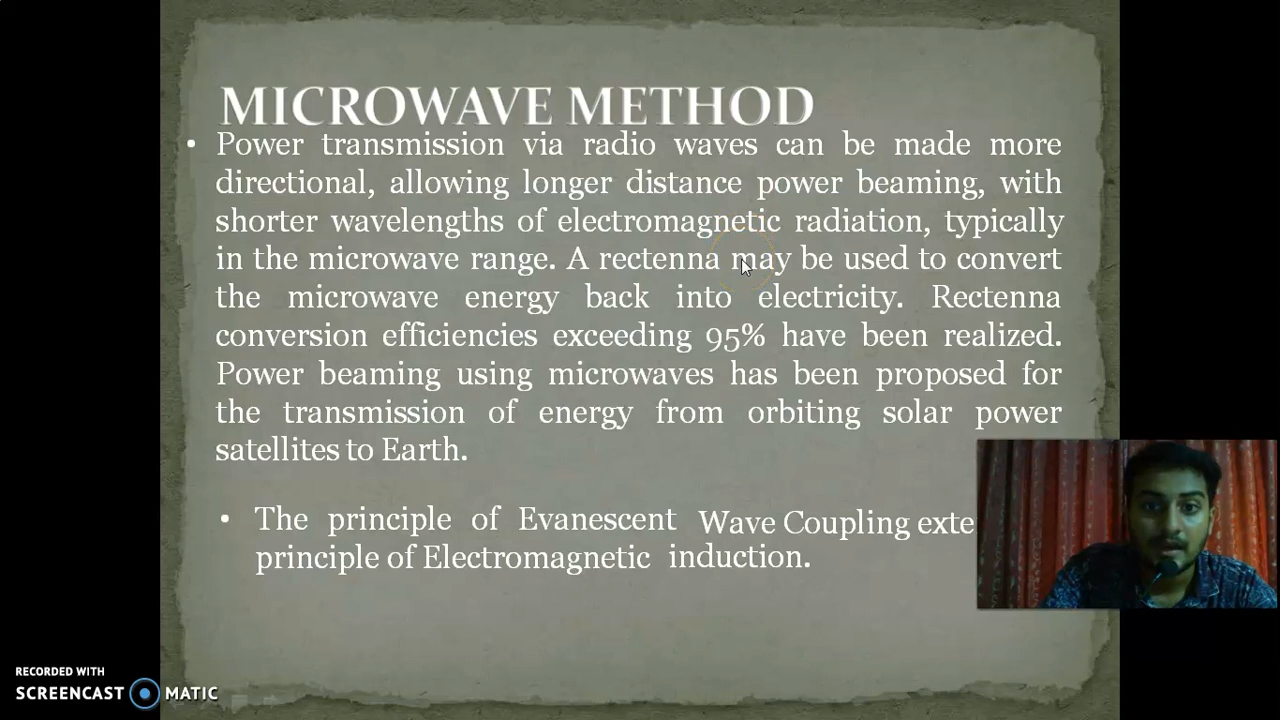 MICROWAVE METHOD
• Power transmission via radio waves can be made more
directional, allowing longer distance power beaming, with
shorter wavelengths of electromagnetic radiation, typically
in the microwave range. A rectenna may be used to convert
the microwave energy back into electricity. Rectenna
conversion efficiencies exceeding 95% have been realized.
Power beaming using microwaves has been proposed for
the transmission of energy from orbiting solar power
satellites to Earth.
• The principle of Evanescent Wave Coupling exte
principle of Electromagnetic induction.
RECORDED WITH
SCREENCAST MATIC